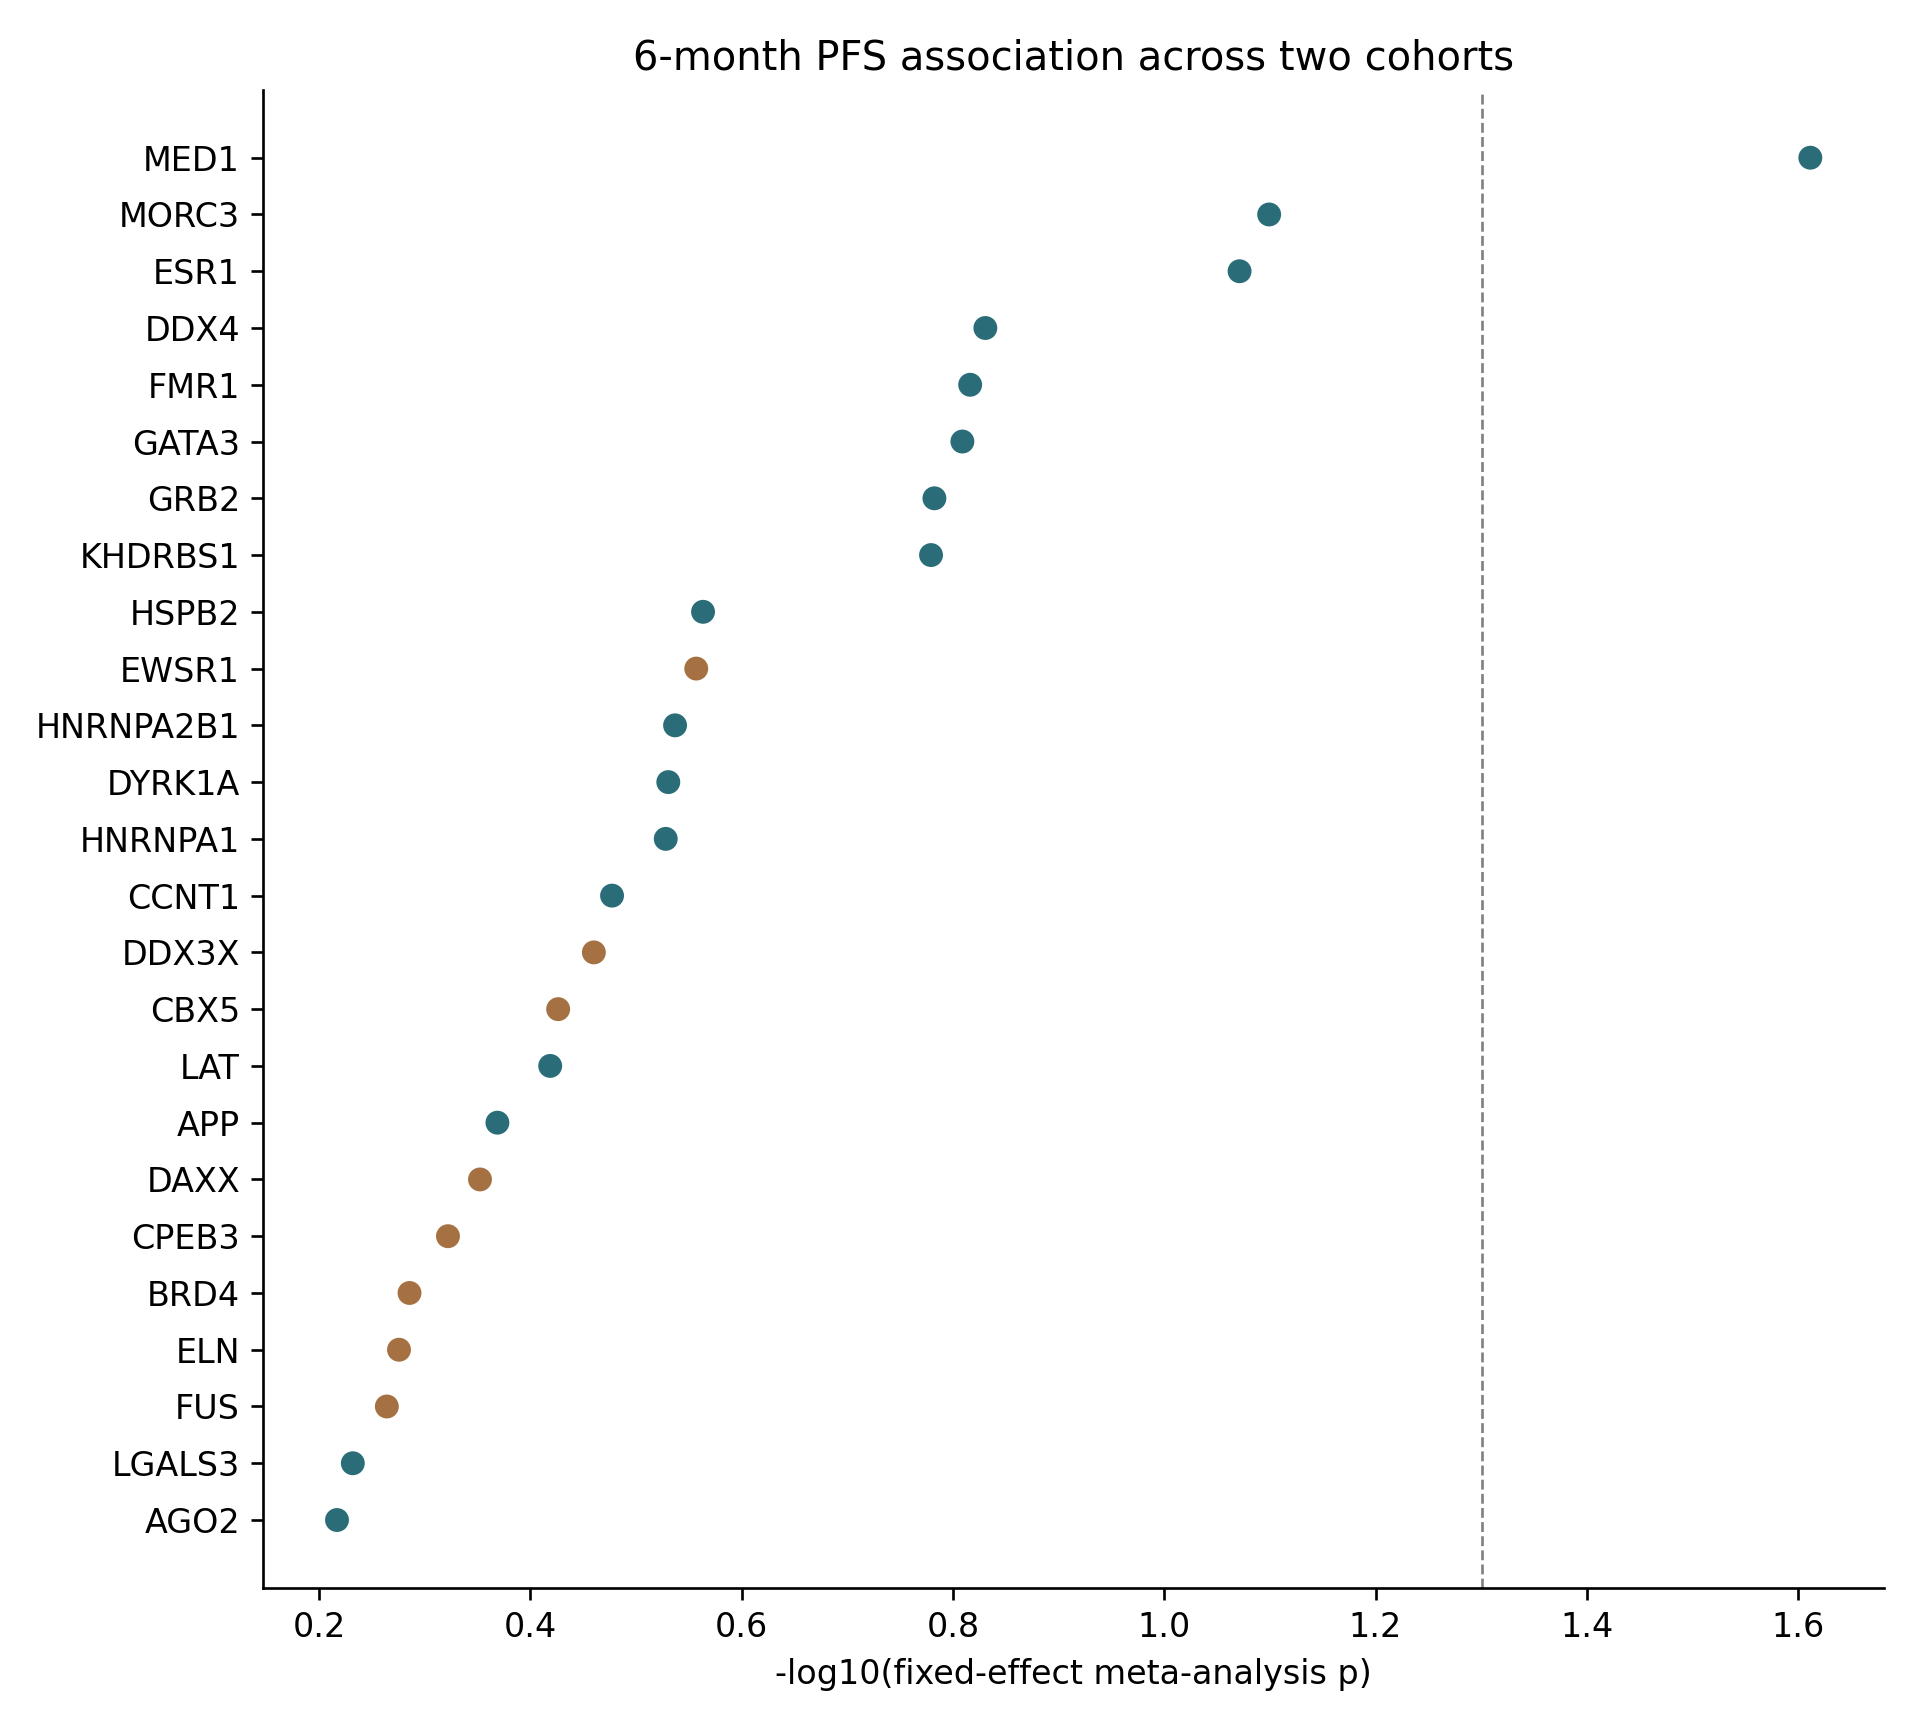 6-month PFS association across two cohorts
MED1
MORC3
ESR1
DDX4
FMR1
GATA3
GRB2
KHDRBS1
HSPB2
EWSR1
HNRNPA2B1
DYRK1A
HNRNPA1
CCNT1
DDX3X
CBX5
LAT
APP
DAXX
CPEB3
BRD4
ELN
FUS
LGALS3
AGO2
0.2 0.4 0.6 0.8 1.0 1.2 1.4 1.6
-log10(fixed-effect meta-analysis p)